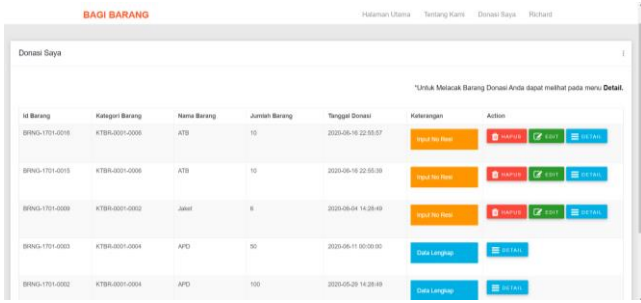 BAGI BARANG Halaman Utama Tentang Kami Donasi Saya Richard
Donasi Saya
*Untuk Melacak Barang Donasi Anda dapat melihat pada menu Detail.
Id Barang Kategori Barang Nama Barang Jumlah Barang Tanggal Donasi Keterangan Action
BRNG-1701-0016 KTBR-0001-0006 ATB 10 2020-06-16 22:55:57 Input No Resi HAPUS EDIT DETAIL
BRNG-1701-0015 KTBR-0001-0006 ATB 10 2020-06-16 22:55:39 Input No Resi HAPUS EDIT DETAIL
BRNG-1701-0009 KTBR-0001-0002 Jaket 6 2020-06-04 14:26:49 Input No Resi HAPUS EDIT DETAIL
BRNG-1701-0003 KTBR-0001-0004 APD 50 2020-06-11 00:00:00 Data Lengkap DETAIL
BRNG-1701-0002 KTBR-0001-0004 APD 100 2020-05-29 14:26:49 Data Lengkap DETAIL